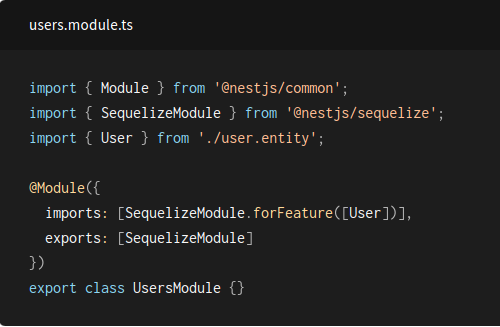 users.module.ts
import { Module } from '@nestjs/common';
import { SequelizeModule } from '@nestjs/sequelize';
import { User } from './user.entity';
@Module({
  imports: [SequelizeModule.forFeature([User])],
  exports: [SequelizeModule]
})
export class UsersModule {}